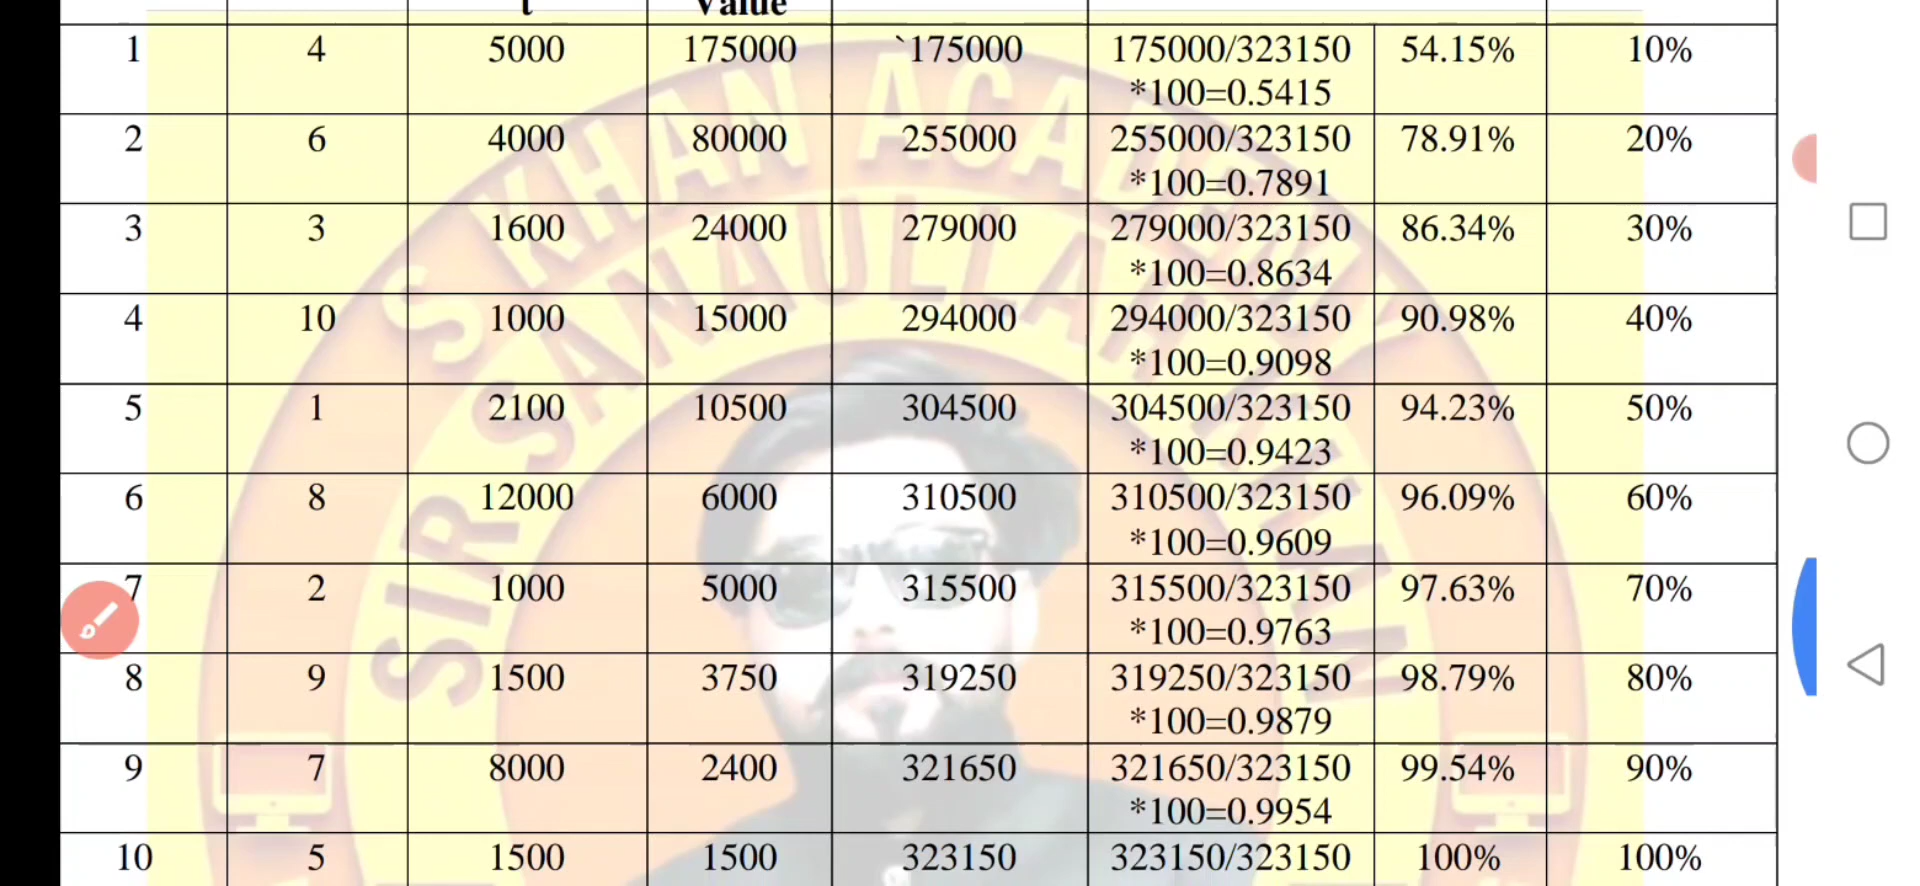 t Value
1 4 5000 175000 `175000 175000/323150 54.15% 10%
*100=0.5415
2 6 4000 80000 255000 255000/323150 78.91% 20%
*100=0.7891
3 3 1600 24000 279000 279000/323150 86.34% 30%
*100=0.8634
4 10 1000 15000 294000 294000/323150 90.98% 40%
*100=0.9098
5 1 2100 10500 304500 304500/323150 94.23% 50%
*100=0.9423
6 8 12000 6000 310500 310500/323150 96.09% 60%
*100=0.9609
7 2 1000 5000 315500 315500/323150 97.63% 70%
*100=0.9763
8 9 1500 3750 319250 319250/323150 98.79% 80%
*100=0.9879
9 7 8000 2400 321650 321650/323150 99.54% 90%
*100=0.9954
10 5 1500 1500 323150 323150/323150 100% 100%
S KHAN ACADEMY
SIR SANAULLAH KHAN